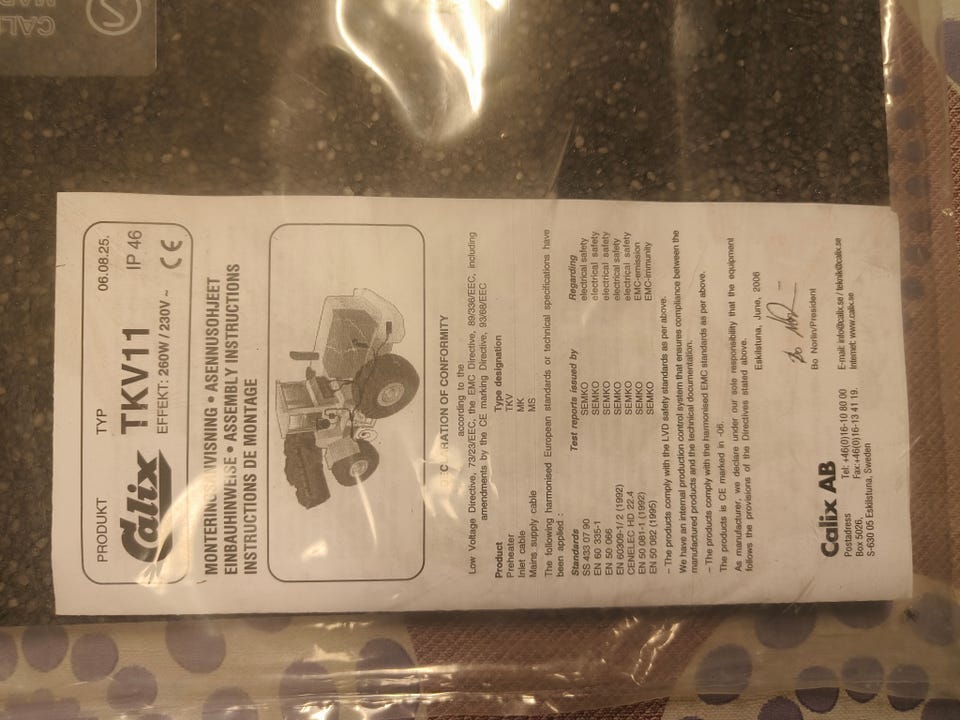 PRODUKT TYP 06.08.25.
Calix TKV11 IP 46
EFFEKT: 260W / 230V ~ CE
MONTERINGSANVISNING • ASENNUSOHJEET
EINBAUHINWEISE • ASSEMBLY INSTRUCTIONS
INSTRUCTIONS DE MONTAGE
DECLARATION OF CONFORMITY
according to the
Low Voltage Directive, 73/23/EEC, the EMC Directive, 89/336/EEC, including
amendments by the CE marking Directive, 93/68/EEC
Product Type designation
Preheater TKV
Inlet cable MK
Mains supply cable MS
The following harmonised European standards or technical specifications have
been applied :
Standards Test reports issued by Regarding
SS 433 07 90 SEMKO electrical safety
EN 60 335-1 SEMKO electrical safety
EN 50 066 SEMKO electrical safety
EN 60309-1/ 2 (1992) SEMKO electrical safety
CENELEC HD 22.4 SEMKO electrical safety
EN 50 081-1 (1992) SEMKO EMC-emission
EN 50 082 (1995) SEMKO EMC-immunity
– The products comply with the LVD safety standards as per above.
We have an internal production control system that ensures compliance between the
manufactured products and the technical documentation.
– The products comply with the harmonised EMC standards as per above.
The products is CE marked in -06.
As manufacturer, we declare under our sole responsibility that the equipment
follows the provisions of the Directives stated above.
Eskilstuna, June, 2006
Bo Norlin/President
Calix AB
Postadress Tel: +46(0)16-10 80 00 E-mail: info@calix.se / teknik@calix.se
Box 5026, Fax:+46(0)16-13 41 19. Internet: www.calix.se
S-630 05 Eskilstuna, Sweden